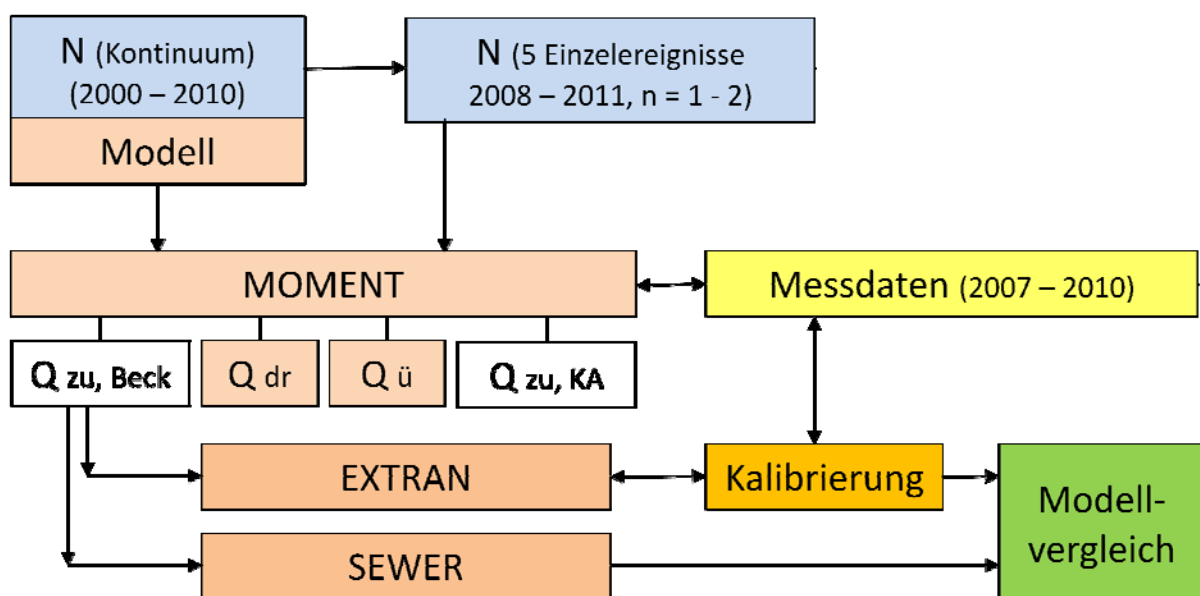 N (Kontinuum)
(2000 – 2010)
Modell
N (5 Einzelereignisse
2008 – 2011, n = 1 - 2)
MOMENT
Messdaten (2007 – 2010)
Q zu, Beck
Q dr
Q ü
Q zu, KA
EXTRAN
Kalibrierung
Modell-
vergleich
SEWER